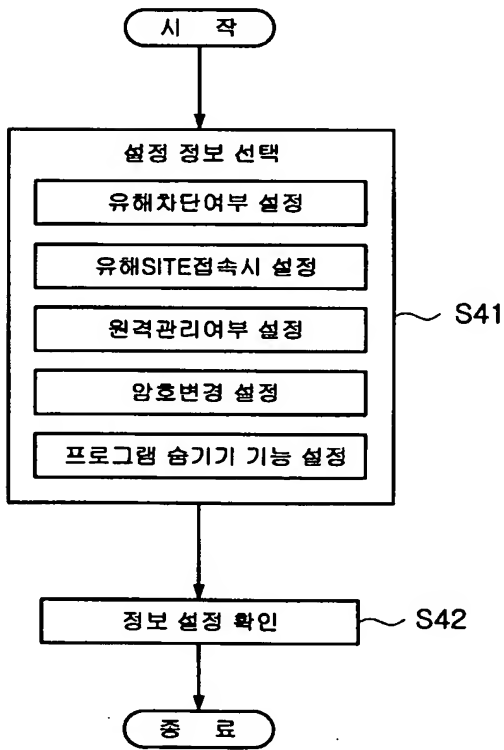 시 작
설정 정보 선택
유해차단여부 설정
유해SITE접속시 설정
원격관리여부 설정
S41
암호변경 설정
프로그램 숨기기 기능 설정
정보 설정 확인
S42
종 료